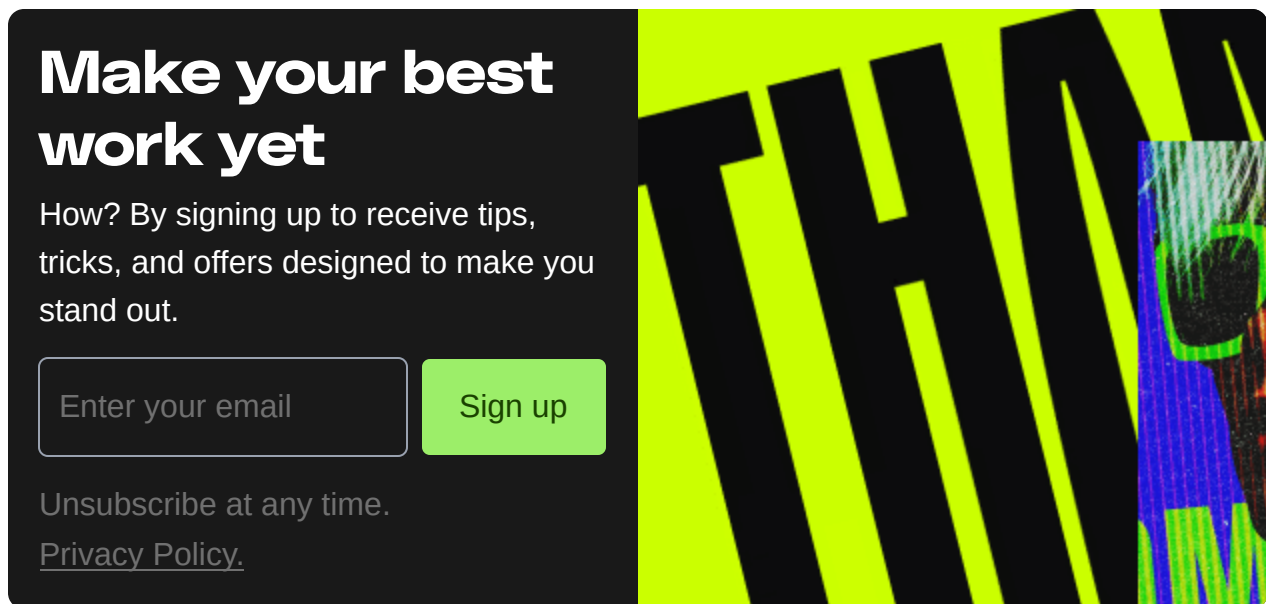 Make your best
work yet
How? By signing up to receive tips,
tricks, and offers designed to make you
stand out.
Enter your email
Sign up
Unsubscribe at any time.
Privacy Policy.
THA
M